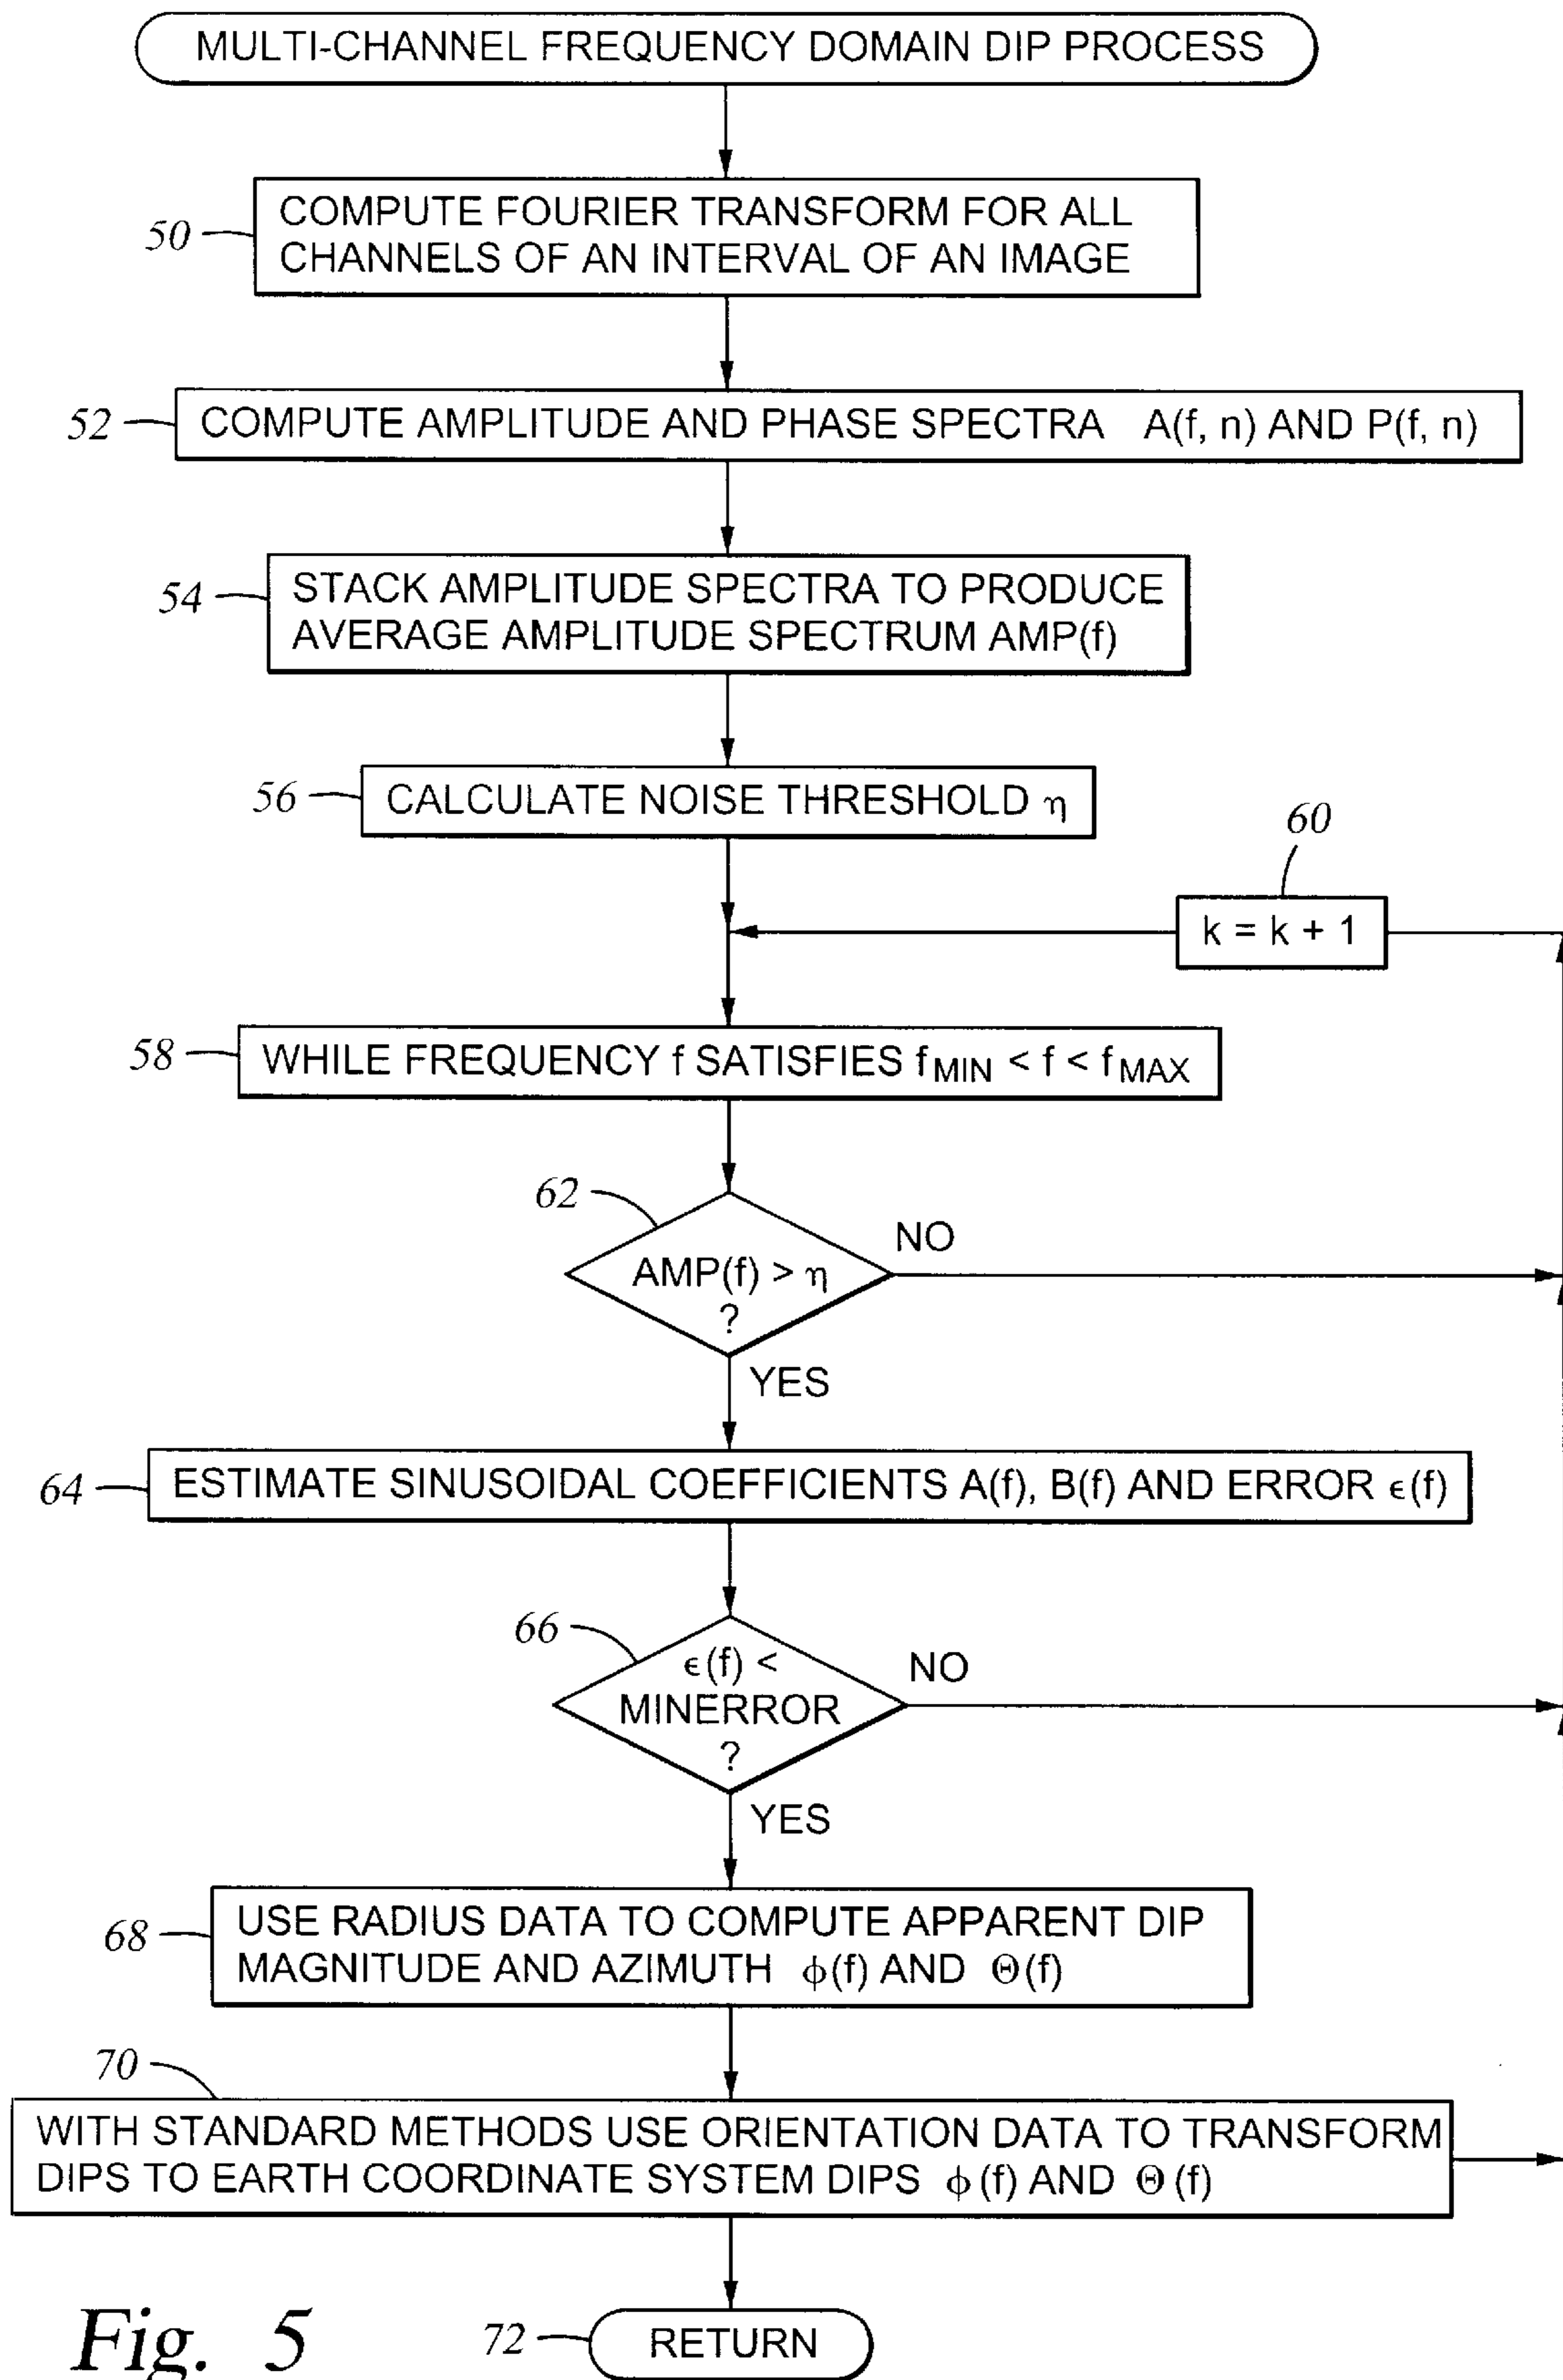 MULTI-CHANNEL FREQUENCY DOMAIN DIP PROCESS
50
COMPUTE FOURIER TRANSFORM FOR ALL
CHANNELS OF AN INTERVAL OF AN IMAGE
52
COMPUTE AMPLITUDE AND PHASE SPECTRA A(f, n) AND P(f, n)
54
STACK AMPLITUDE SPECTRA TO PRODUCE
AVERAGE AMPLITUDE SPECTRUM AMP(f)
56
CALCULATE NOISE THRESHOLD η
60
k = k + 1
58
WHILE FREQUENCY f SATISFIES fMIN < f < fMAX
62
NO
AMP(f) > η
?
YES
64
ESTIMATE SINUSOIDAL COEFFICIENTS A(f), B(f) AND ERROR ϵ(f)
66
ϵ(f) <
NO
MINERROR
?
YES
68
USE RADIUS DATA TO COMPUTE APPARENT DIP
MAGNITUDE AND AZIMUTH ϕ(f) AND Θ(f)
70
WITH STANDARD METHODS USE ORIENTATION DATA TO TRANSFORM
DIPS TO EARTH COORDINATE SYSTEM DIPS ϕ(f) AND Θ(f)
72
RETURN
Fig. 5